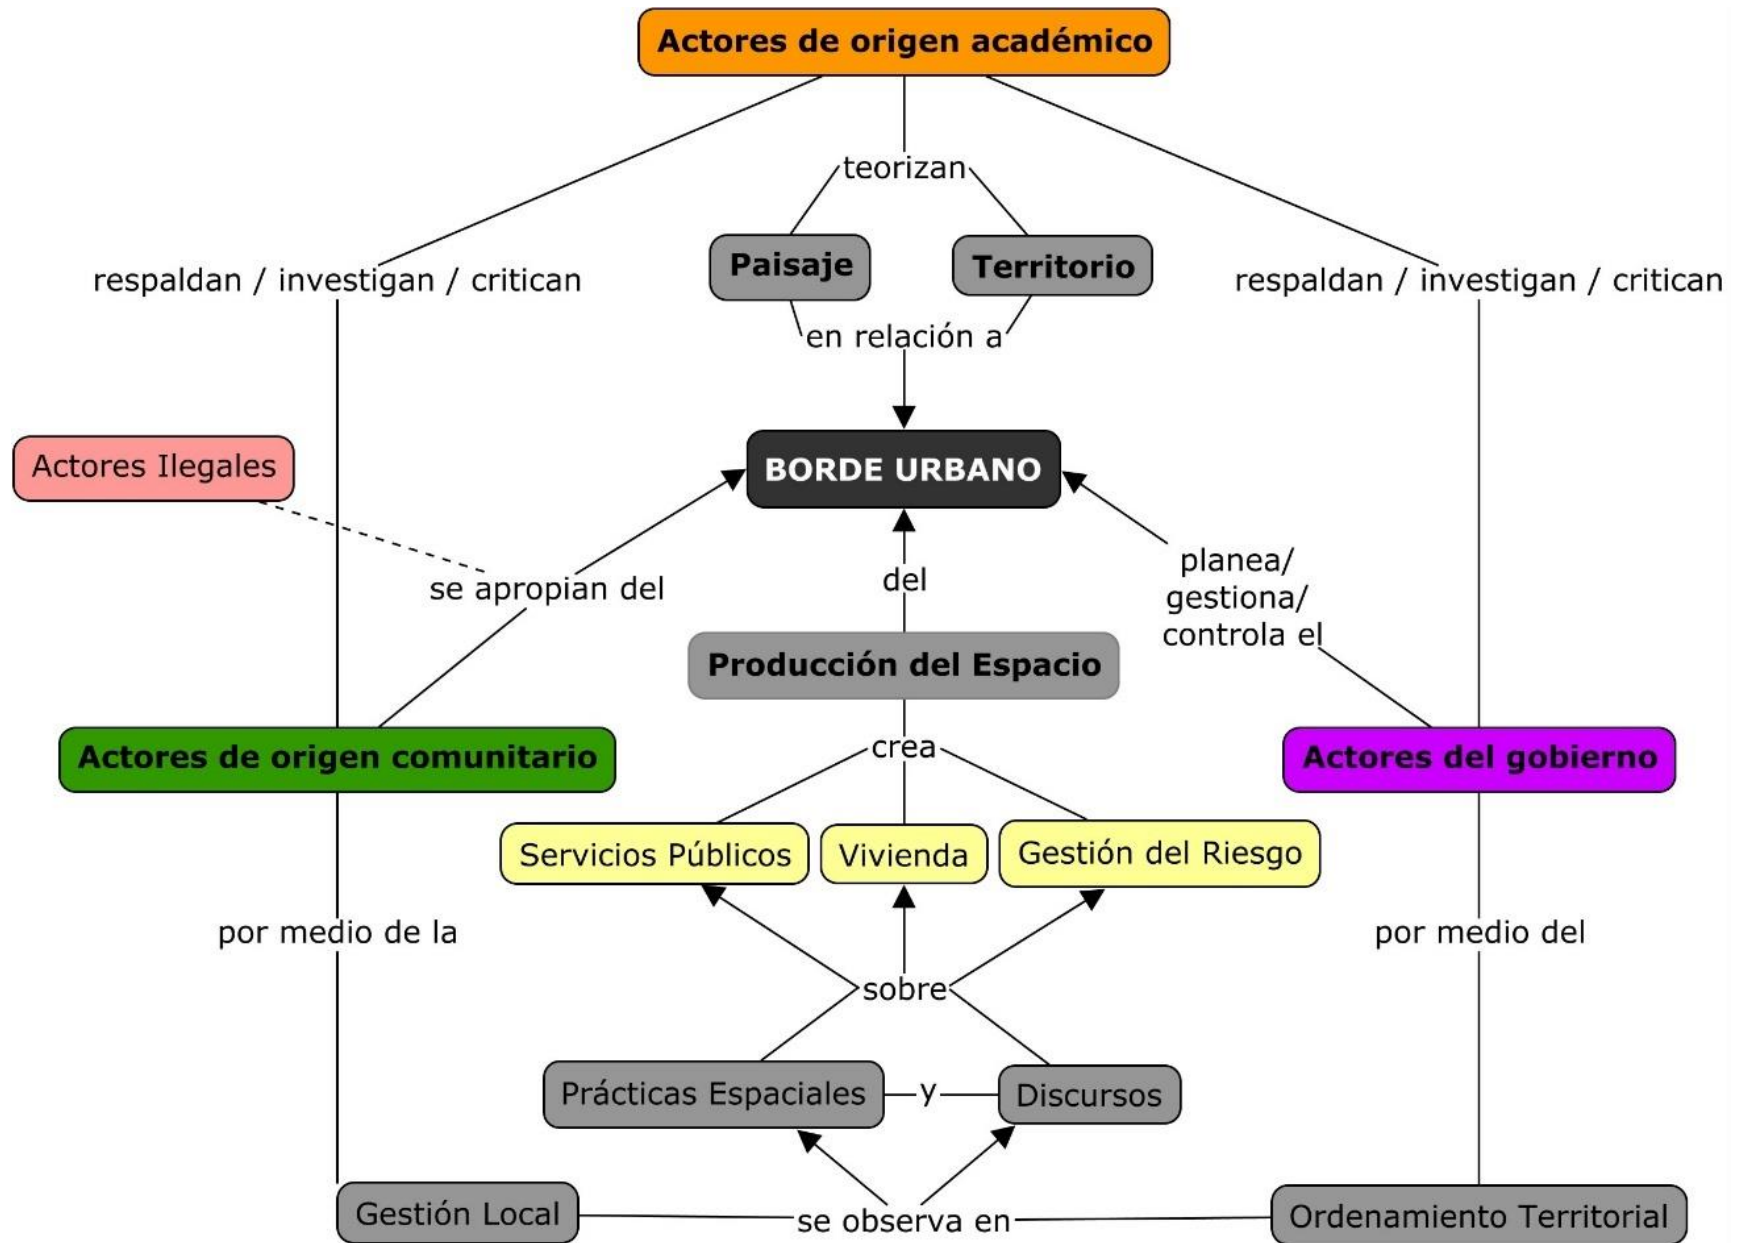 Actores de origen académico
teorizan
Paisaje
Territorio
respaldan / investigan / critican
respaldan / investigan / critican
en relación a
Actores Ilegales
BORDE URBANO
se apropian del
del
planea/
gestiona/
controla el
Producción del Espacio
Actores de origen comunitario
crea
Actores del gobierno
Servicios Públicos
Vivienda
Gestión del Riesgo
por medio de la
por medio del
sobre
Prácticas Espaciales
y
Discursos
Gestión Local
se observa en
Ordenamiento Territorial